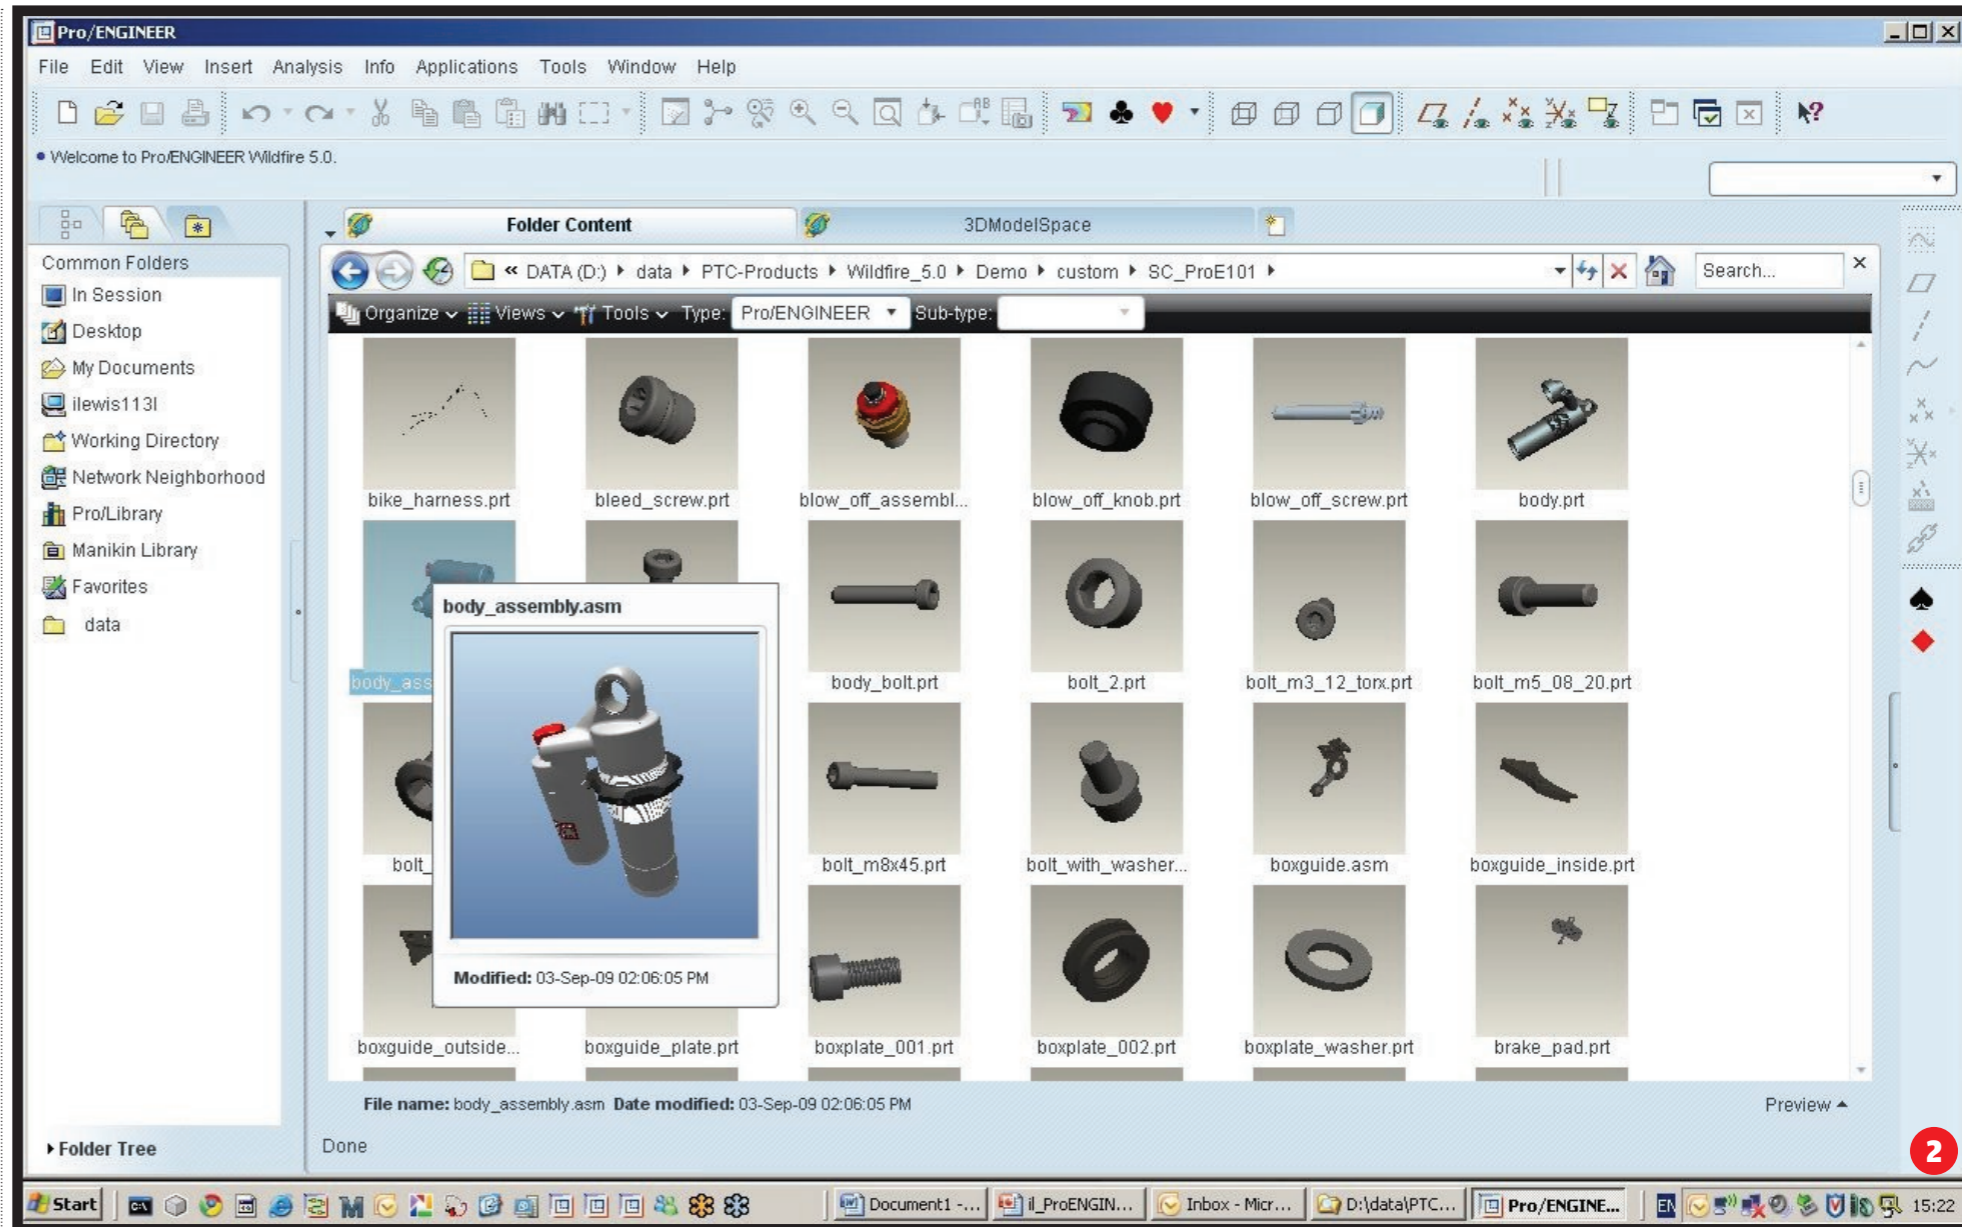 Pro/ENGINEER
File Edit View Insert Analysis Info Applications Tools Window Help
Welcome to Pro/ENGINEER Wildfire 5.0.
Folder Content
3DModelSpace
Common Folders
In Session
Desktop
My Documents
ilewis113l
Working Directory
Network Neighborhood
Pro/Library
Manikin Library
Favorites
data
« DATA (D:) data PTC-Products Wildfire_5.0 Demo custom SC_ProE101
Search...
Organize Views Tools Type: Pro/ENGINEER Sub-type:
bike_harness.prt bleed_screw.prt blow_off_assembl... blow_off_knob.prt blow_off_screw.prt body.prt
body_ass body_bolt.prt bolt_2.prt bolt_m3_12_torx.prt bolt_m5_08_20.prt
body_assembly.asm
Modified: 03-Sep-09 02:06:05 PM
bolt_ bolt_m8x45.prt bolt_with_washer... boxguide.asm boxguide_inside.prt
boxguide_outside... boxguide_plate.prt boxplate_001.prt boxplate_002.prt boxplate_washer.prt brake_pad.prt
File name: body_assembly.asm Date modified: 03-Sep-09 02:06:05 PM
Preview
Folder Tree
Done
2
Start
Document1 -...
il_ProENGIN...
Inbox - Micr...
D:\data\PTC...
Pro/ENGINE...
EN
15:22